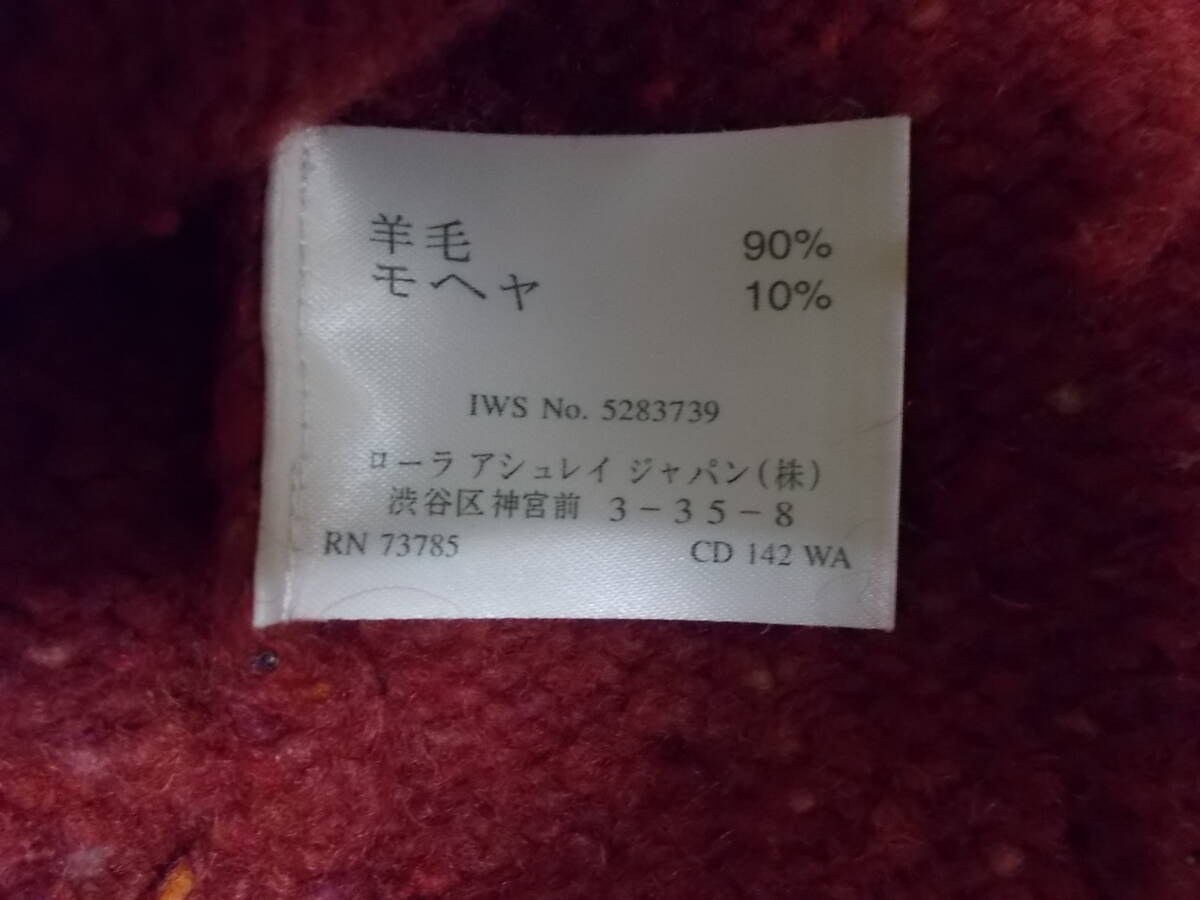 羊毛 90%
モヘヤ 10%
IWS No. 5283739
ローラ アシュレイ ジャパン(株)
渋谷区神宮前 3-35-8
RN 73785 CD 142 WA